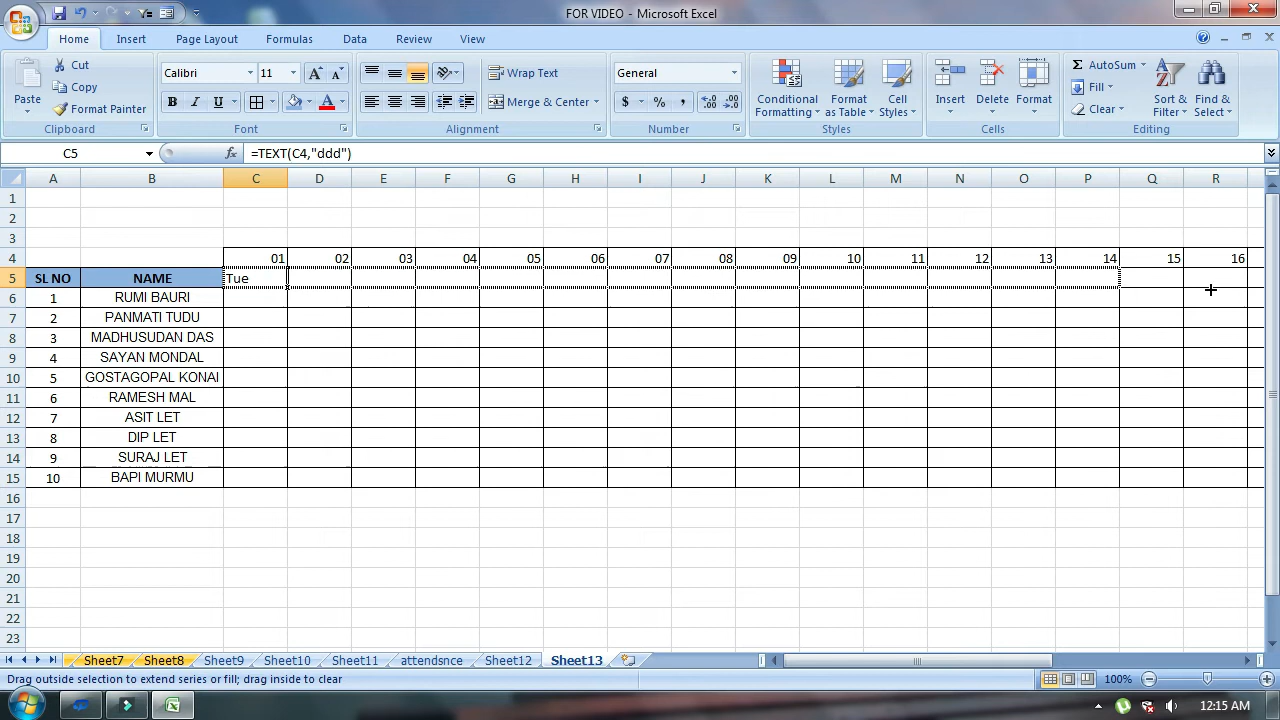 FOR VIDEO - Microsoft Excel
Home Insert Page Layout Formulas Data Review View
Paste Cut Copy Format Painter
Calibri 11
B I U
Wrap Text
Merge & Center
General
$ % ,
Conditional Formatting Format as Table Cell Styles
Insert Delete Format
AutoSum Fill Clear
Sort & Filter Find & Select
Clipboard Font Alignment Number Styles Cells Editing
C5 fx =TEXT(C4,"ddd")
A B C D E F G H I J K L M N O P Q R
1
2
3
4 01 02 03 04 05 06 07 08 09 10 11 12 13 14 15 16
5 SL NO NAME Tue
6 1 RUMI BAURI
7 2 PANMATI TUDU
8 3 MADHUSUDAN DAS
9 4 SAYAN MONDAL
10 5 GOSTAGOPAL KONAI
11 6 RAMESH MAL
12 7 ASIT LET
13 8 DIP LET
14 9 SURAJ LET
15 10 BAPI MURMU
16
17
18
19
20
21
22
23
Sheet7 Sheet8 Sheet9 Sheet10 Sheet11 attendsnce Sheet12 Sheet13
Drag outside selection to extend series or fill; drag inside to clear 100%
12:15 AM